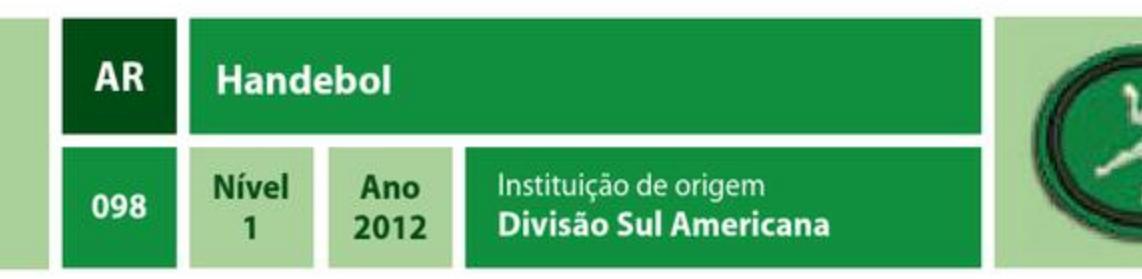 AR
Handebol
098
Nível
1
Ano
2012
Instituição de origem
Divisão Sul Americana